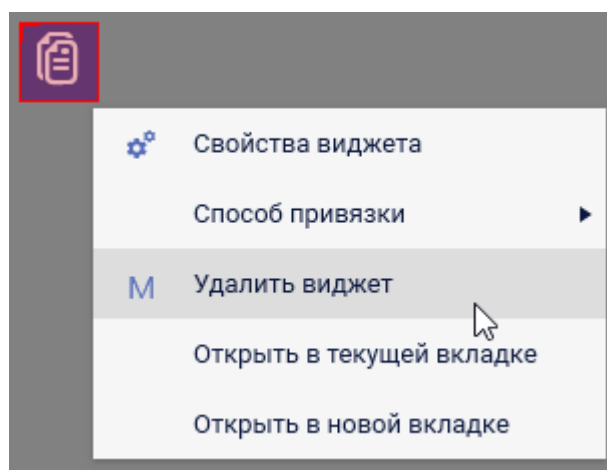 Свойства виджета
Способ привязки
M Удалить виджет
Открыть в текущей вкладке
Открыть в новой вкладке